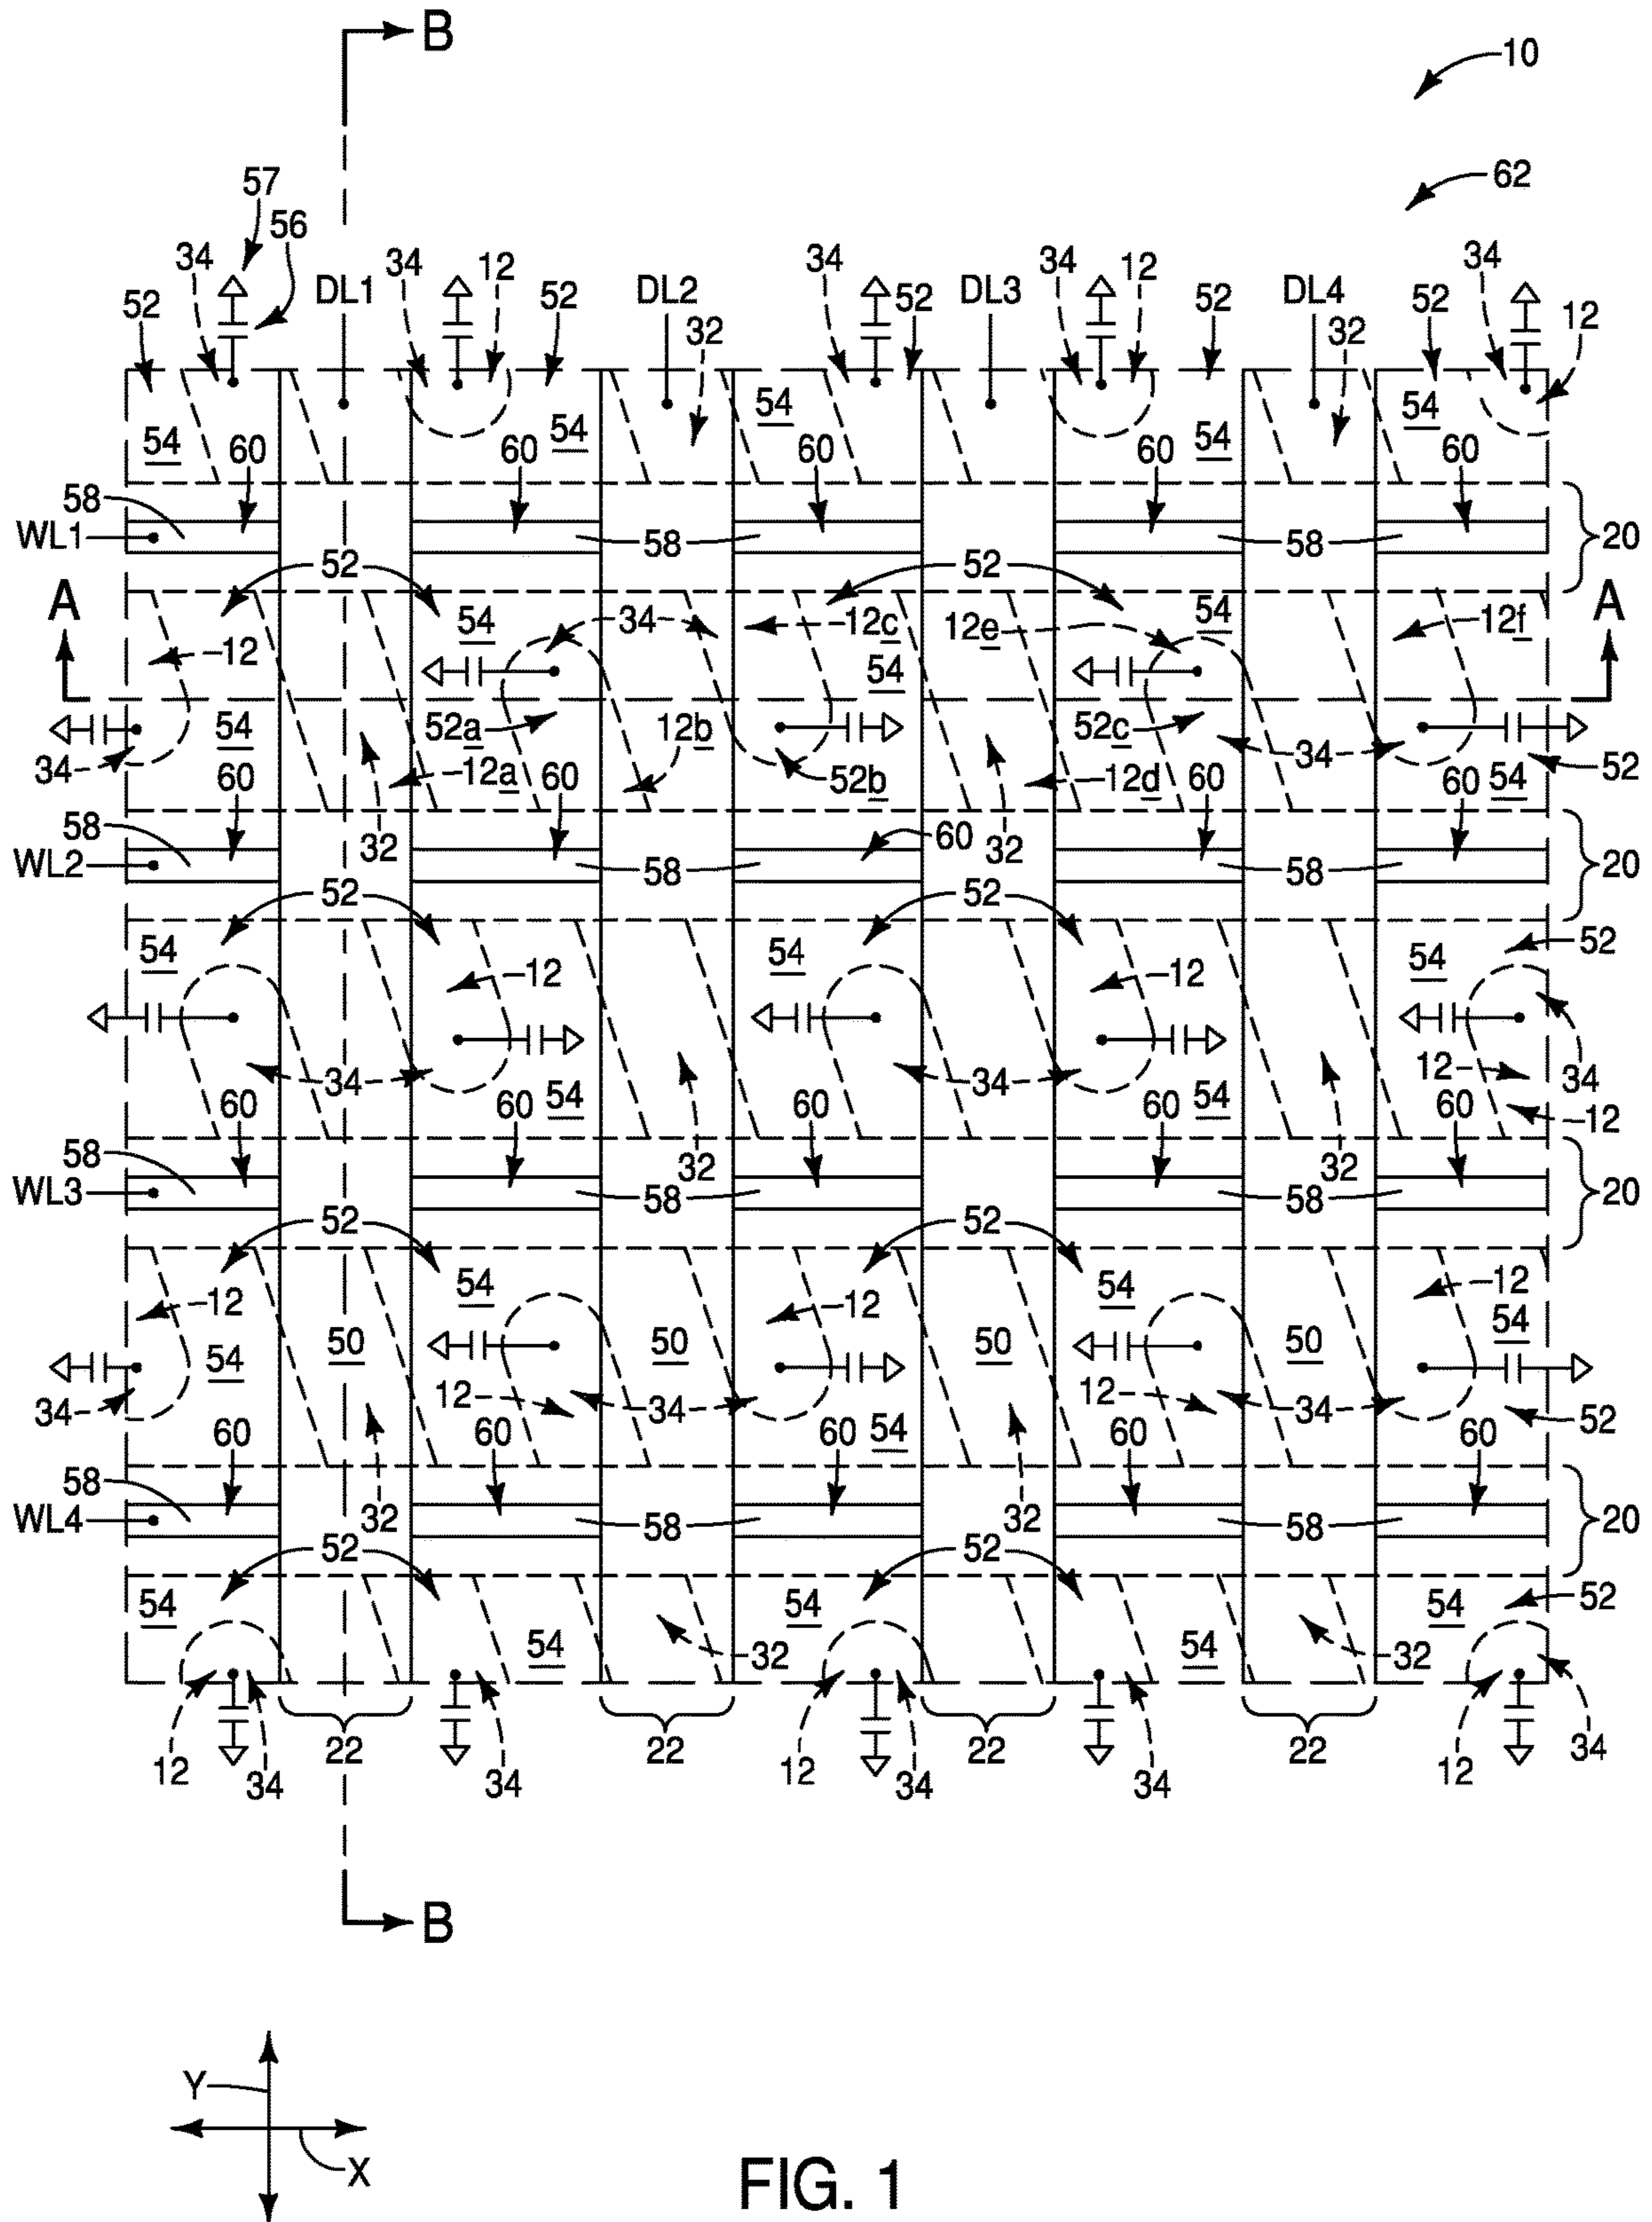 B
10
57
62
56
34 34 12 34 34 12 34
52 DL1 52 DL2 52 DL3 52 DL4 52 12
32 32
54 54 54 54 54
60 60 60 60 60
58
WL1 58 58 20
52 52
A A
54 34 12c 12e 54 12f
12 54
54 52a 12b 52c
34 12a 52b 12d 34 52
60 60 60 60 54
58 32 60 32
WL2 58 58 20
52 52
54 54 54 52
12 12
34 34 12 34
60 54 60 60 54 60 60 12
58 32 32
WL3 58 58 20
52 52
12 54 12 54 12
54 50 50 50 50 54
34 12 34 12 34 52
60 60 60 54 60 60
58
WL4 32 58 32 58 20
52 52
54 54 54 52
54 32 54 32
12 34 22 34 22 12 34 22 34 22 12 34
B
Y
X
FIG. 1